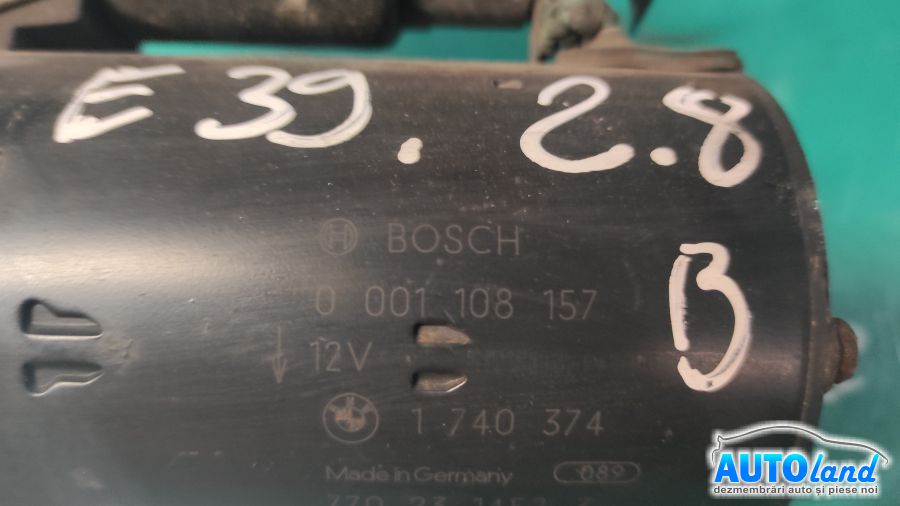 E 39. 2.8
BOSCH
B
0 001 108 157
12V
1 740 374
Made in Germany 089
AUTOland
dezmembrări auto și piese noi